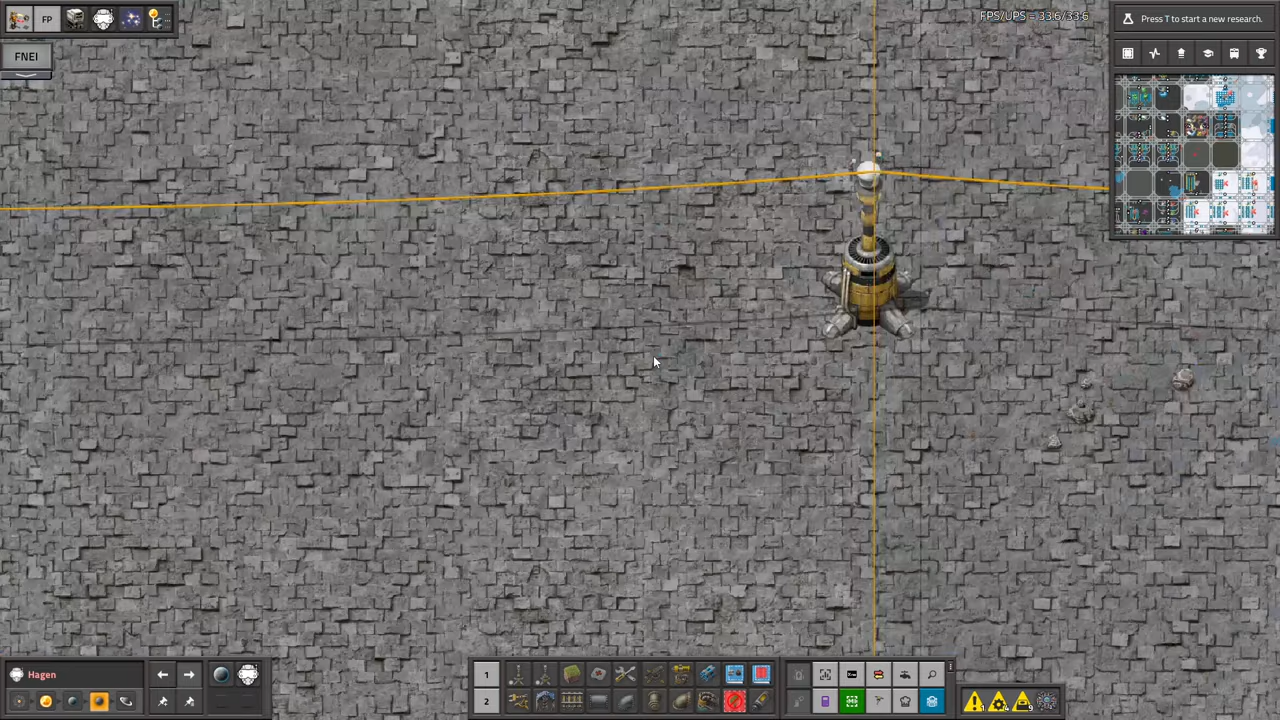 FP
FPS/UPS = 33.6/33.6
Press T to start a new research.
FNEI
Hagen
1
2